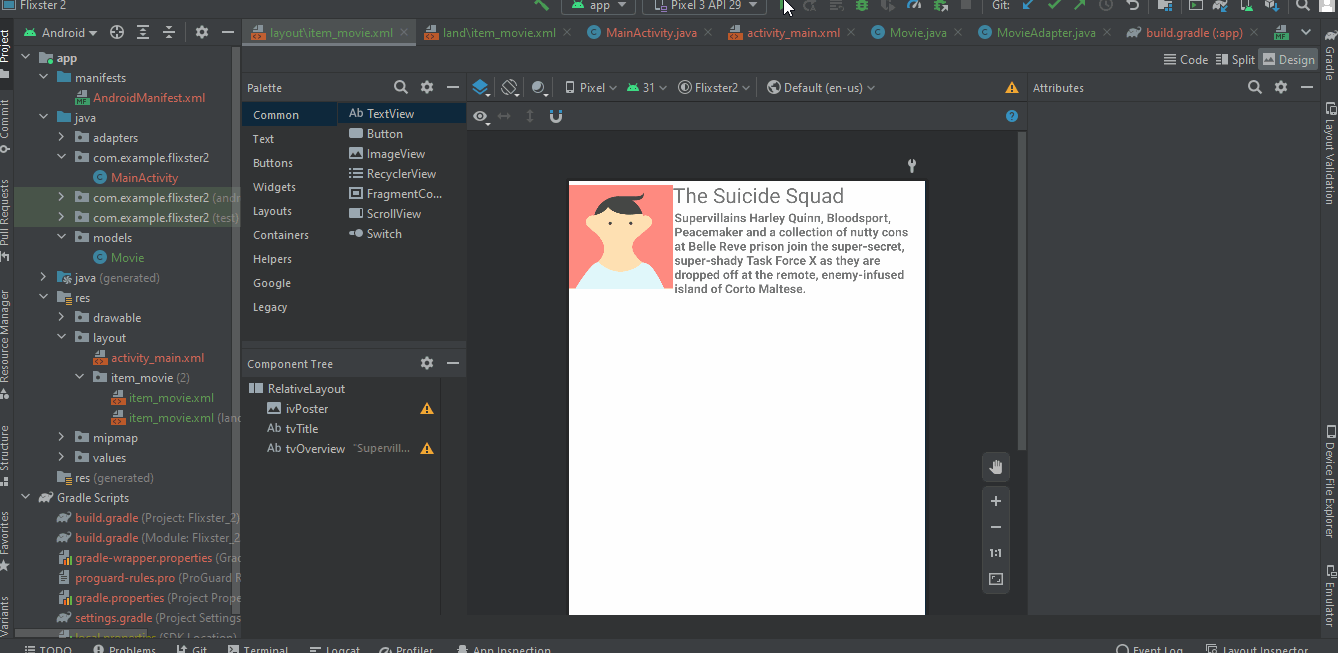 Flixster 2
app
Pixel 3 API 29
Git:
Android
layout\item_movie.xml
land\item_movie.xml
MainActivity.java
activity_main.xml
Movie.java
MovieAdapter.java
build.gradle (:app)
Code
Split
Design
Project
Commit
Pull Requests
Resource Manager
Structure
Favorites
Variants
app
manifests
AndroidManifest.xml
java
adapters
com.example.flixster2
MainActivity
com.example.flixster2 (andr
com.example.flixster2 (test)
models
Movie
java (generated)
res
drawable
layout
activity_main.xml
item_movie (2)
item_movie.xml
item_movie.xml (land
mipmap
values
res (generated)
Gradle Scripts
build.gradle (Project: Flixster_2)
build.gradle (Module: Flixster_2
gradle-wrapper.properties (Grad
proguard-rules.pro (ProGuard R
gradle.properties (Project Prope
settings.gradle (Project Settings
local.properties (SDK Location)
Palette
Common
Text
Buttons
Widgets
Layouts
Containers
Helpers
Google
Legacy
Ab TextView
Button
ImageView
RecyclerView
FragmentCo...
ScrollView
Switch
Component Tree
RelativeLayout
ivPoster
Ab tvTitle
Ab tvOverview "Supervill...
Pixel
31
Flixster2
Default (en-us)
The Suicide Squad
Supervillains Harley Quinn, Bloodsport,
Peacemaker and a collection of nutty cons
at Belle Reve prison join the super-secret,
super-shady Task Force X as they are
dropped off at the remote, enemy-infused
island of Corto Maltese.
1:1
Attributes
Gradle
Layout Validation
Device File Explorer
Emulator
TODO
Problems
Git
Terminal
Logcat
Profiler
App Inspection
Event Log
Layout Inspector